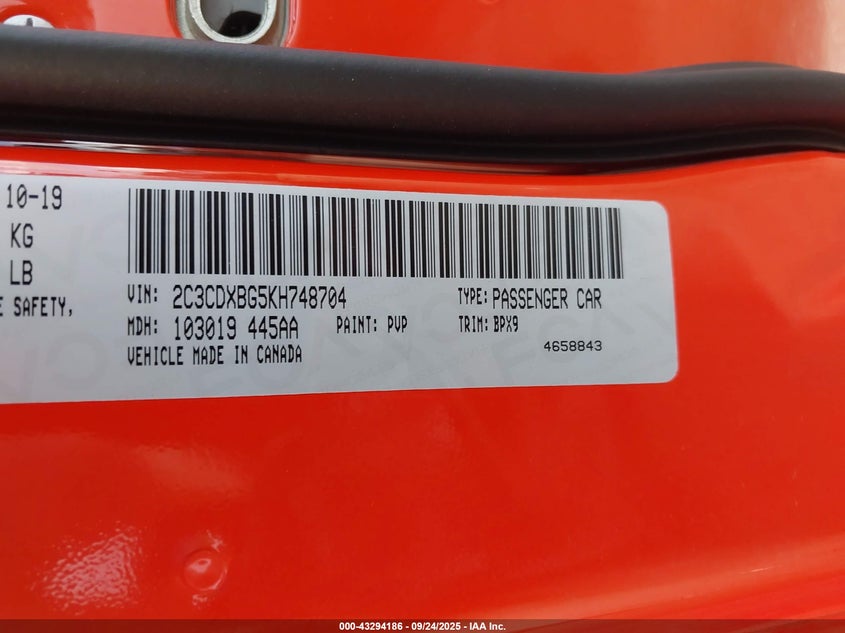 10-19
KG
LB
E SAFETY,
VIN: 2C3CDXBG5KH748704 TYPE: PASSENGER CAR
MDH: 103019 445AA PAINT: PVP TRIM: BPX9
VEHICLE MADE IN CANADA 4658843
000-43294186 - 09/24/2025 - IAA Inc.